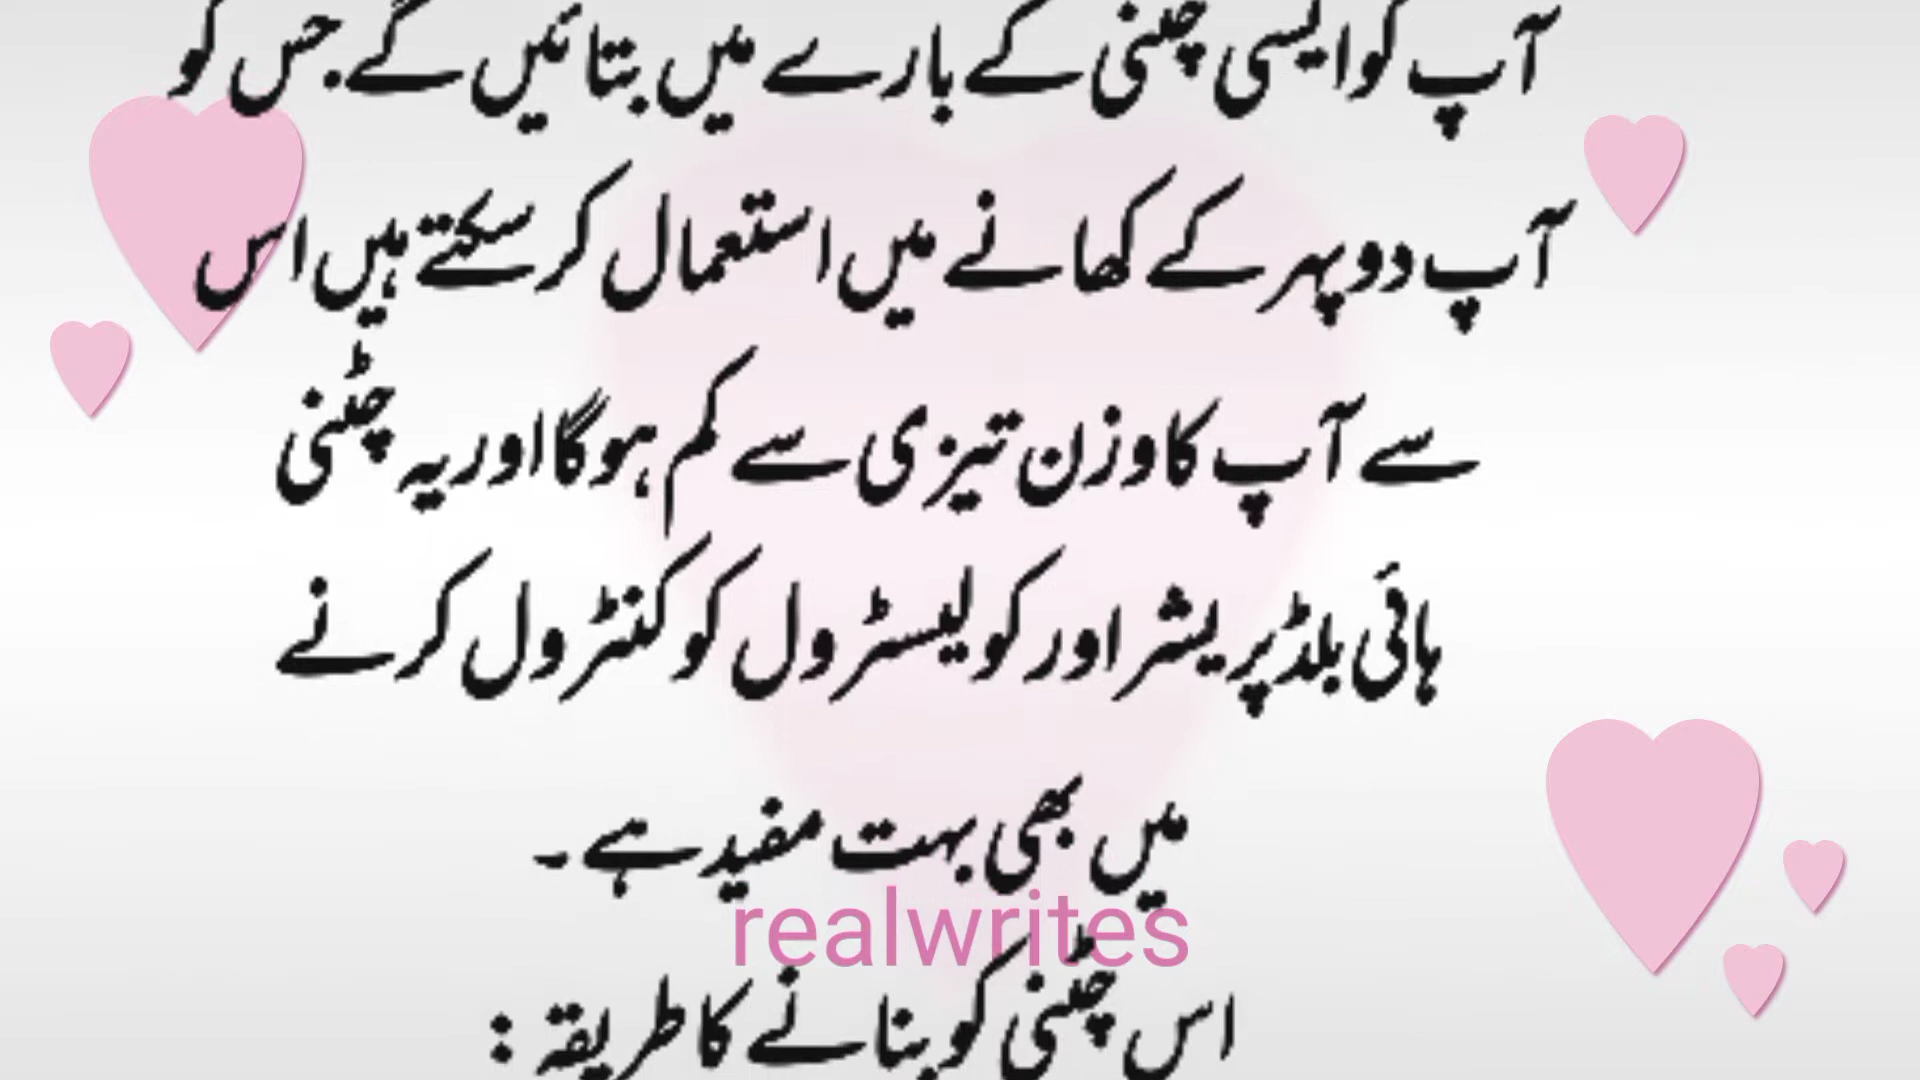 آپ کو ایسی چٹنی کے بارے میں بتائیں گے جس کو
آپ دوپہر کے کھانے میں استعمال کر سکتے ہیں اس
سے آپ کا وزن تیزی سے کم ہوگا اور یہ چٹنی
ہائی بلڈ پریشر اور کولیسٹرول کو کنٹرول کرنے
میں بھی بہت مفید ہے ۔
realwrites
اس چٹنی کو بنانے کا طریقہ :